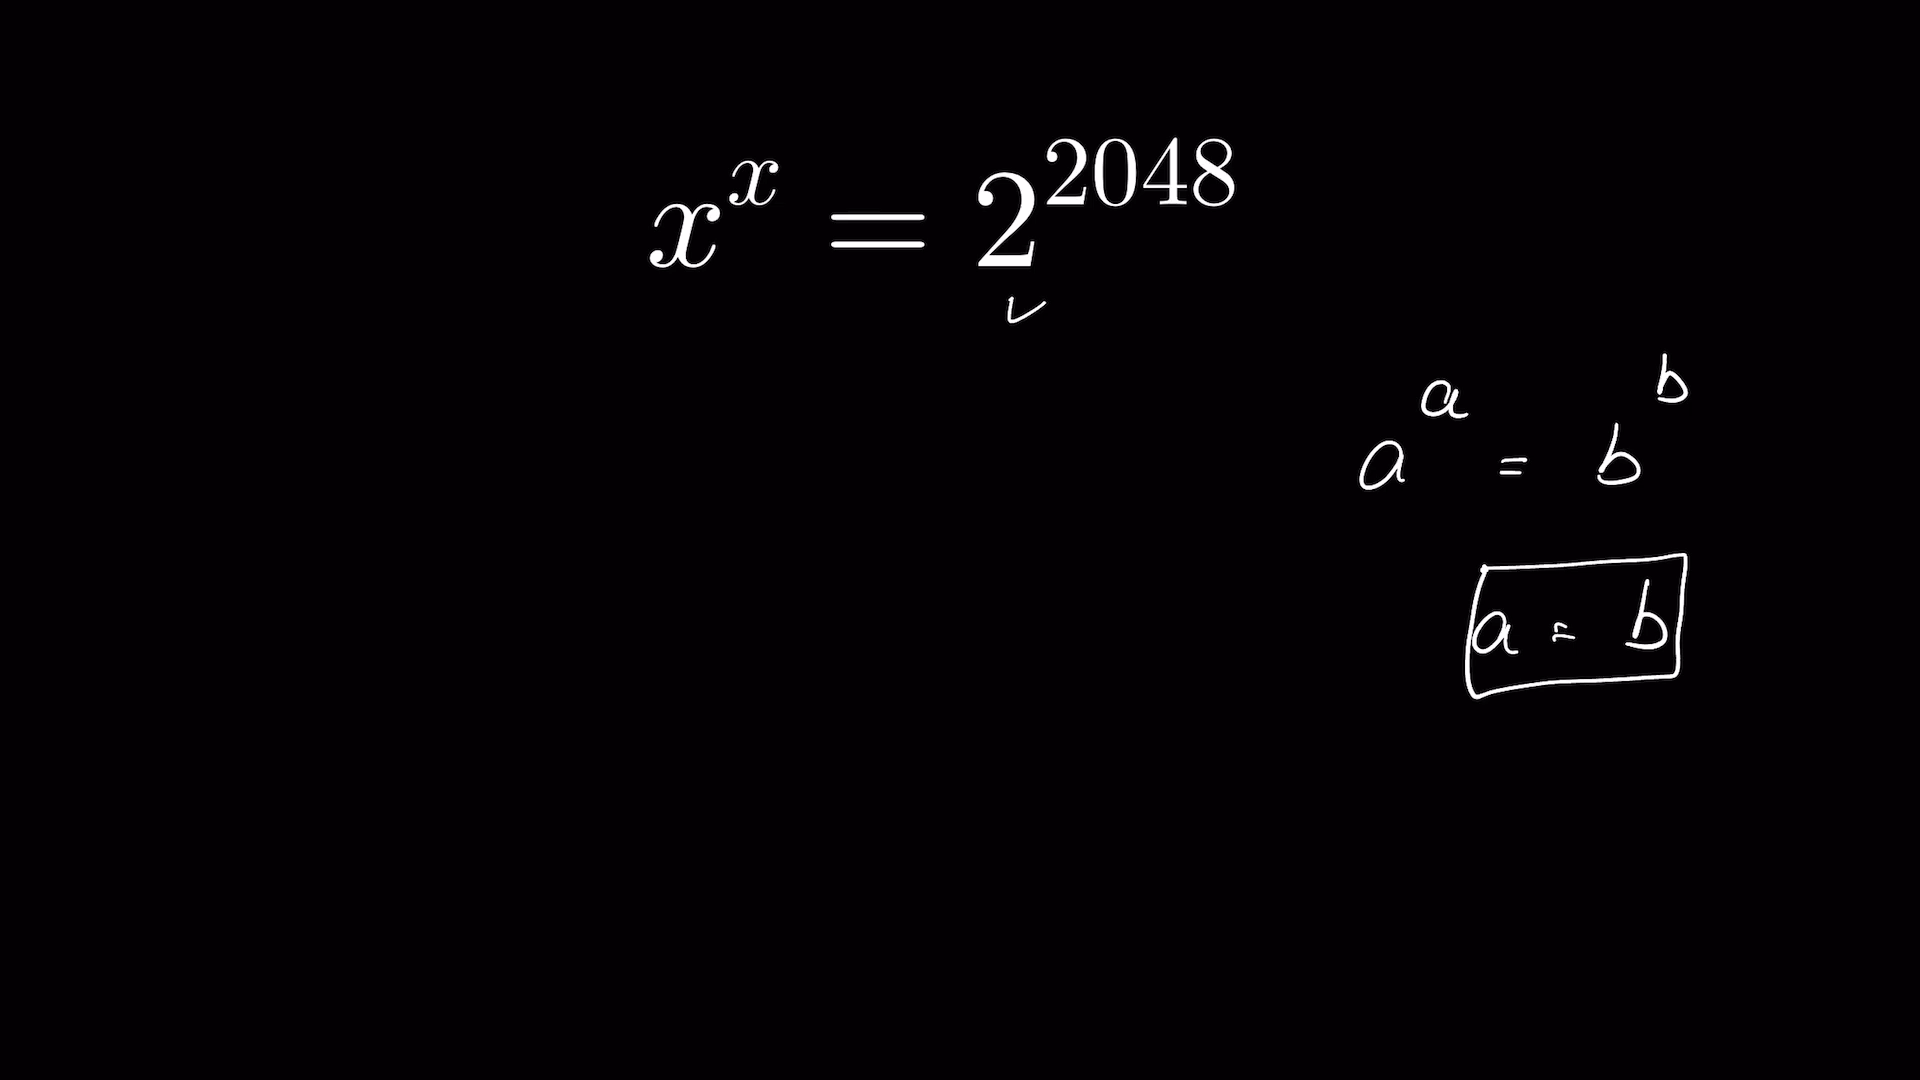 x^x = 2^2048
a^a = b^b
a = b